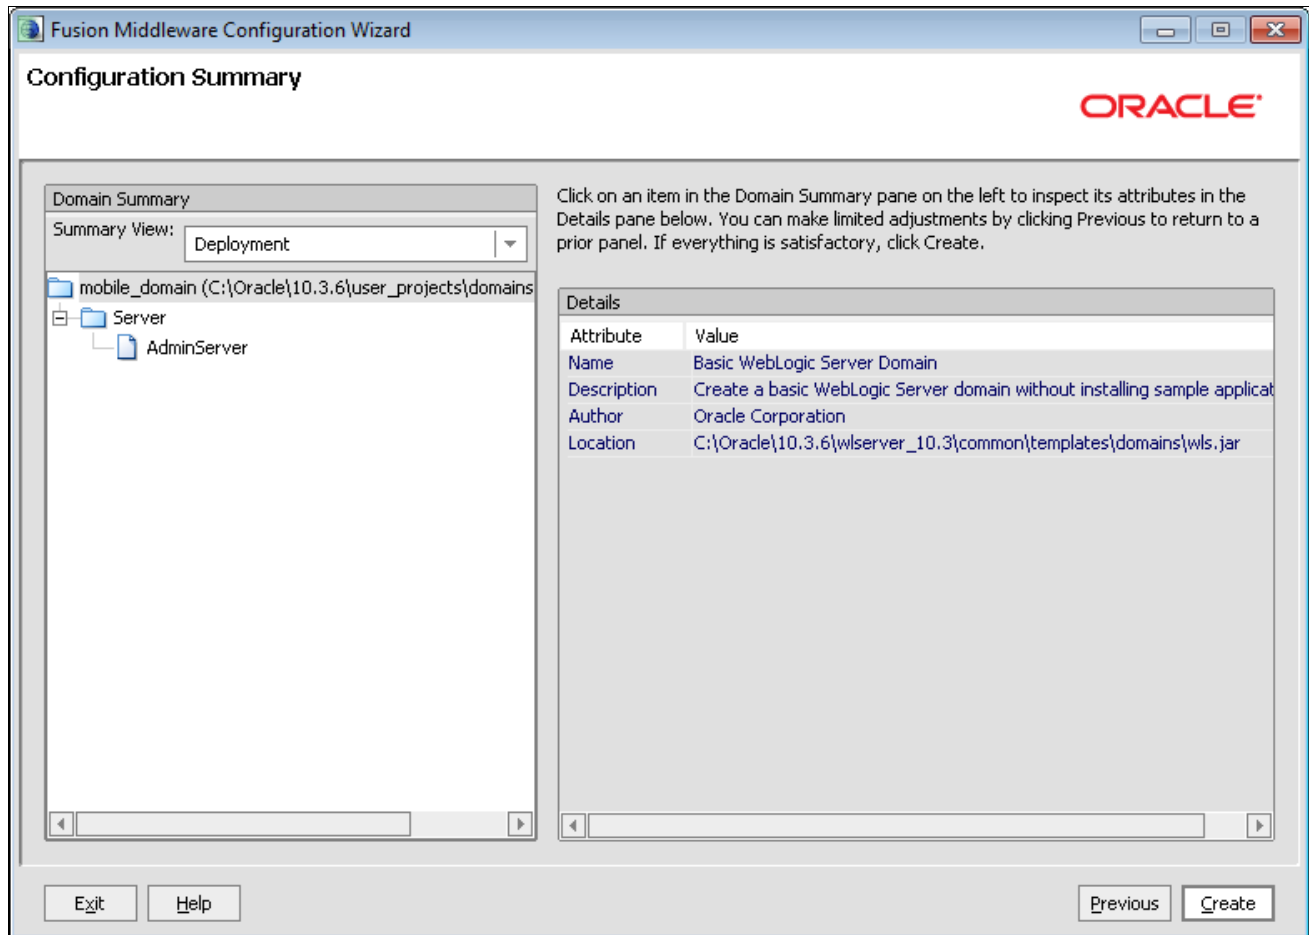 Fusion Middleware Configuration Wizard
Configuration Summary
ORACLE
Domain Summary
Summary View:
Deployment
mobile_domain (C:\Oracle\10.3.6\user_projects\domains
Server
AdminServer
Click on an item in the Domain Summary pane on the left to inspect its attributes in the
Details pane below. You can make limited adjustments by clicking Previous to return to a
prior panel. If everything is satisfactory, click Create.
Details
Attribute Value
Name Basic WebLogic Server Domain
Description Create a basic WebLogic Server domain without installing sample applicat
Author Oracle Corporation
Location C:\Oracle\10.3.6\wlserver_10.3\common\templates\domains\wls.jar
Exit Help Previous Create